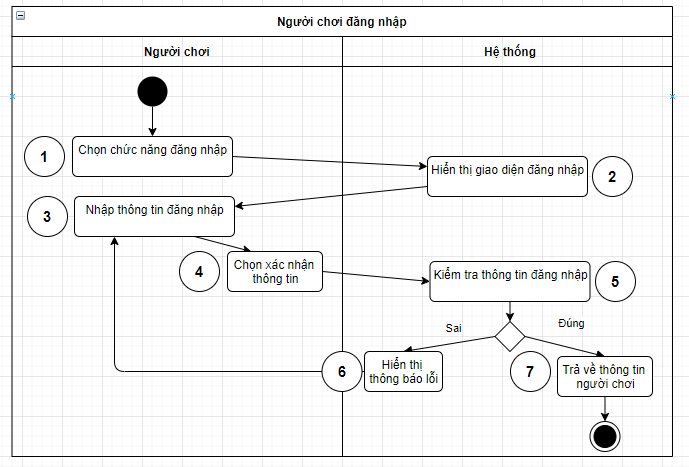 Người chơi đăng nhập
Người chơi
Hệ thống
1
Chọn chức năng đăng nhập
Hiển thị giao diện đăng nhập
2
3
Nhập thông tin đăng nhập
4
Chọn xác nhận
thông tin
Kiểm tra thông tin đăng nhập
5
Sai
Đúng
6
Hiển thị
thông báo lỗi
7
Trả về thông tin
người chơi